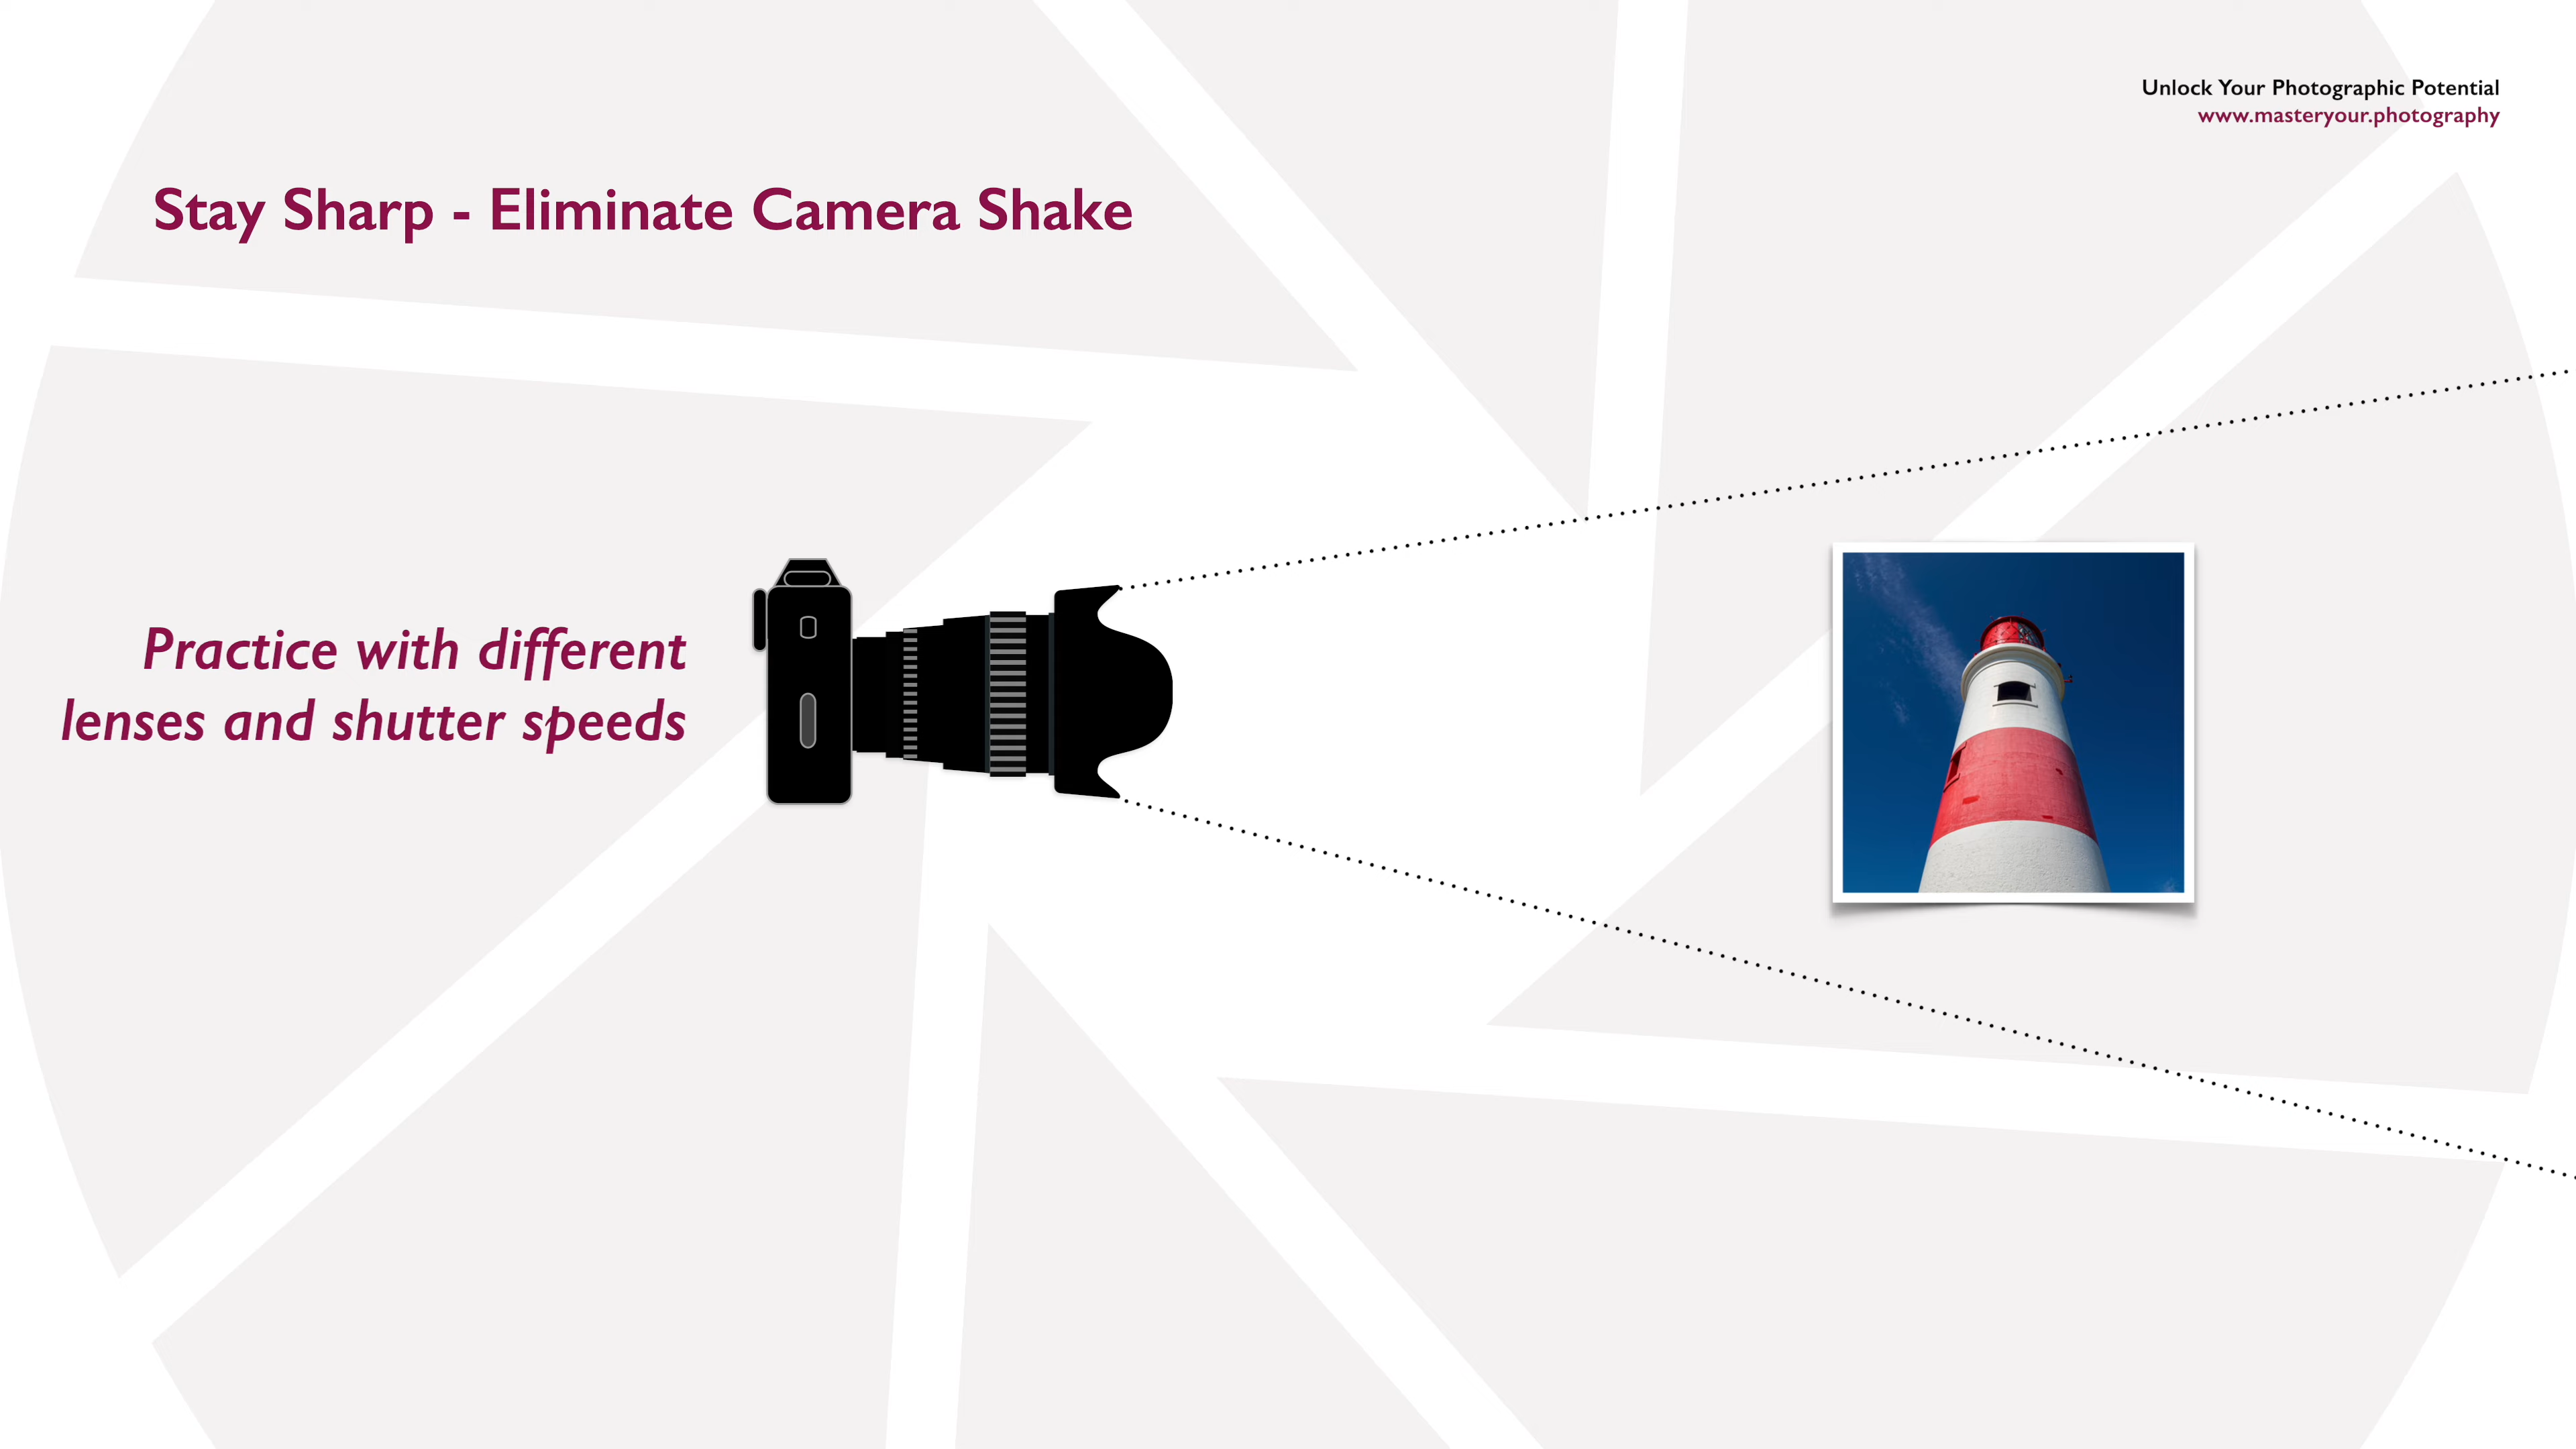 Unlock Your Photographic Potential
www.masteryour.photography
Stay Sharp - Eliminate Camera Shake
Practice with different
lenses and shutter speeds